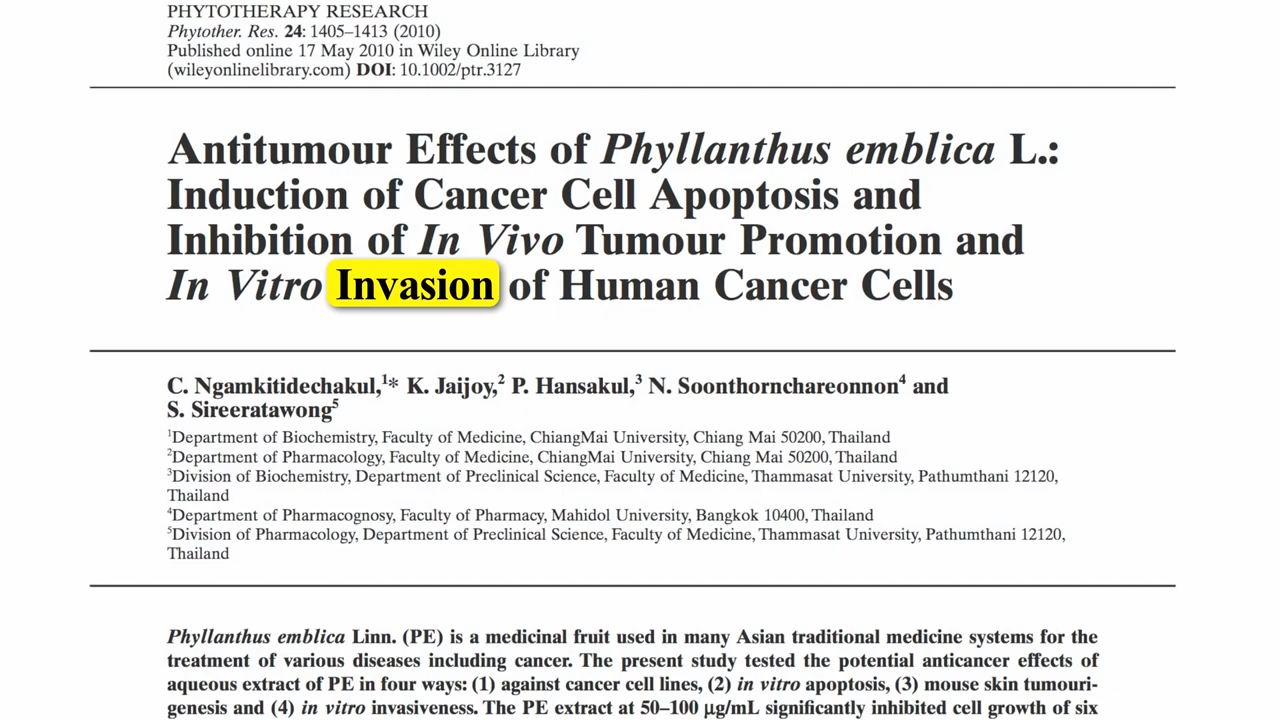 PHYTOTHERAPY RESEARCH
Phytother. Res. 24: 1405–1413 (2010)
Published online 17 May 2010 in Wiley Online Library
(wileyonlinelibrary.com) DOI: 10.1002/ptr.3127
Antitumour Effects of Phyllanthus emblica L.:
Induction of Cancer Cell Apoptosis and
Inhibition of In Vivo Tumour Promotion and
In Vitro Invasion of Human Cancer Cells
C. Ngamkitidechakul,1* K. Jaijoy,2 P. Hansakul,3 N. Soonthornchareonnon4 and
S. Sireeratawong5
1Department of Biochemistry, Faculty of Medicine, ChiangMai University, Chiang Mai 50200, Thailand
2Department of Pharmacology, Faculty of Medicine, ChiangMai University, Chiang Mai 50200, Thailand
3Division of Biochemistry, Department of Preclinical Science, Faculty of Medicine, Thammasat University, Pathumthani 12120,
Thailand
4Department of Pharmacognosy, Faculty of Pharmacy, Mahidol University, Bangkok 10400, Thailand
5Division of Pharmacology, Department of Preclinical Science, Faculty of Medicine, Thammasat University, Pathumthani 12120,
Thailand
Phyllanthus emblica Linn. (PE) is a medicinal fruit used in many Asian traditional medicine systems for the
treatment of various diseases including cancer. The present study tested the potential anticancer effects of
aqueous extract of PE in four ways: (1) against cancer cell lines, (2) in vitro apoptosis, (3) mouse skin tumouri-
genesis and (4) in vitro invasiveness. The PE extract at 50–100 μg/mL significantly inhibited cell growth of six